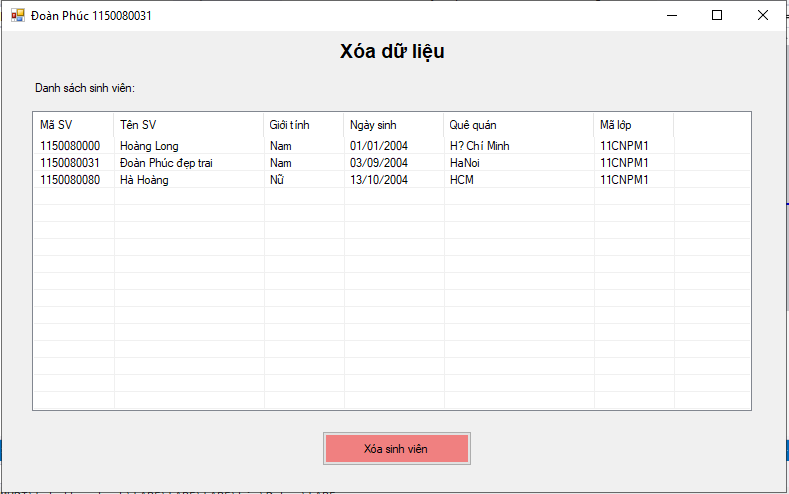 Đoàn Phúc 1150080031
Xóa dữ liệu
Danh sách sinh viên:
Mã SV Tên SV Giới tính Ngày sinh Quê quán Mã lớp
1150080000 Hoàng Long Nam 01/01/2004 H? Chí Minh 11CNPM1
1150080031 Đoàn Phúc đẹp trai Nam 03/09/2004 HaNoi 11CNPM1
1150080080 Hà Hoàng Nữ 13/10/2004 HCM 11CNPM1
Xóa sinh viên